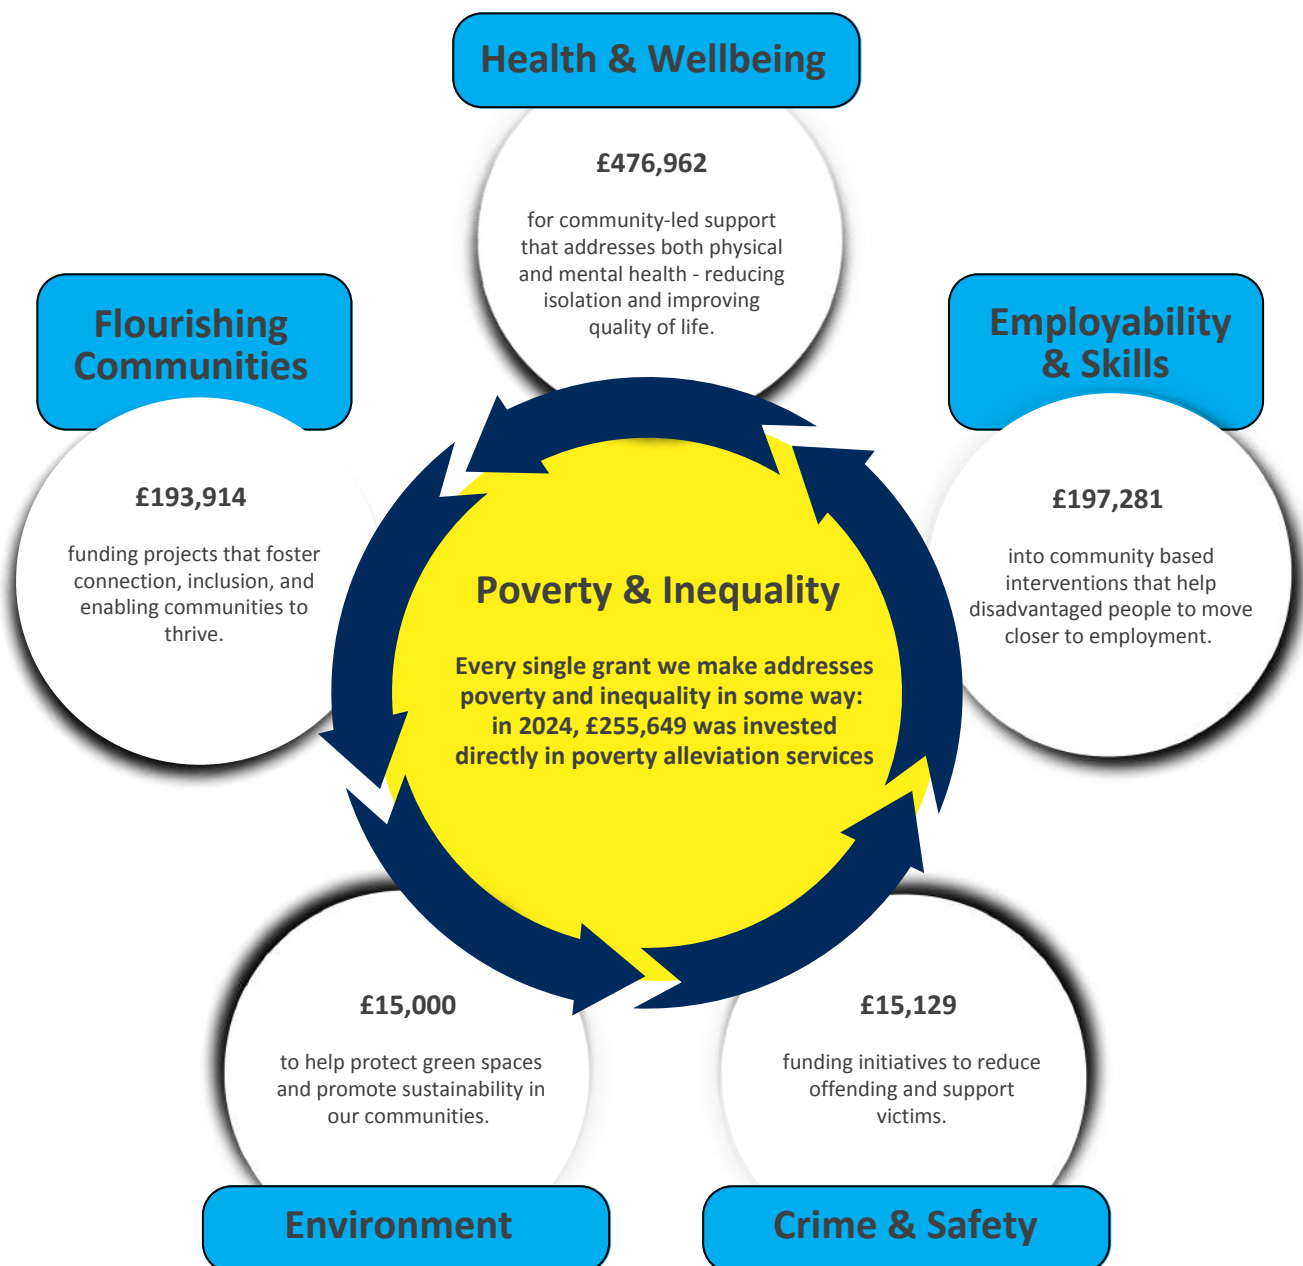 Health & Wellbeing
£476,962
for community-led support
that addresses both physical
and mental health - reducing
isolation and improving
quality of life.
Flourishing
Communities
£193,914
funding projects that foster
connection, inclusion, and
enabling communities to
thrive.
Employability
& Skills
£197,281
into community based
interventions that help
disadvantaged people to move
closer to employment.
Poverty & Inequality
Every single grant we make addresses
poverty and inequality in some way:
in 2024, £255,649 was invested
directly in poverty alleviation services
£15,000
to help protect green spaces
and promote sustainability in
our communities.
Environment
£15,129
funding initiatives to reduce
offending and support
victims.
Crime & Safety